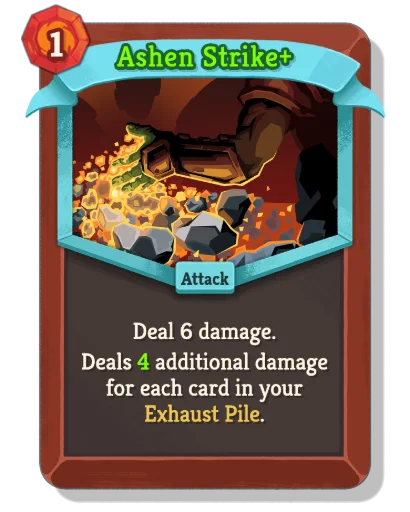 1
Ashen Strike+
Attack
Deal 6 damage.
Deals 4 additional damage
for each card in your
Exhaust Pile.